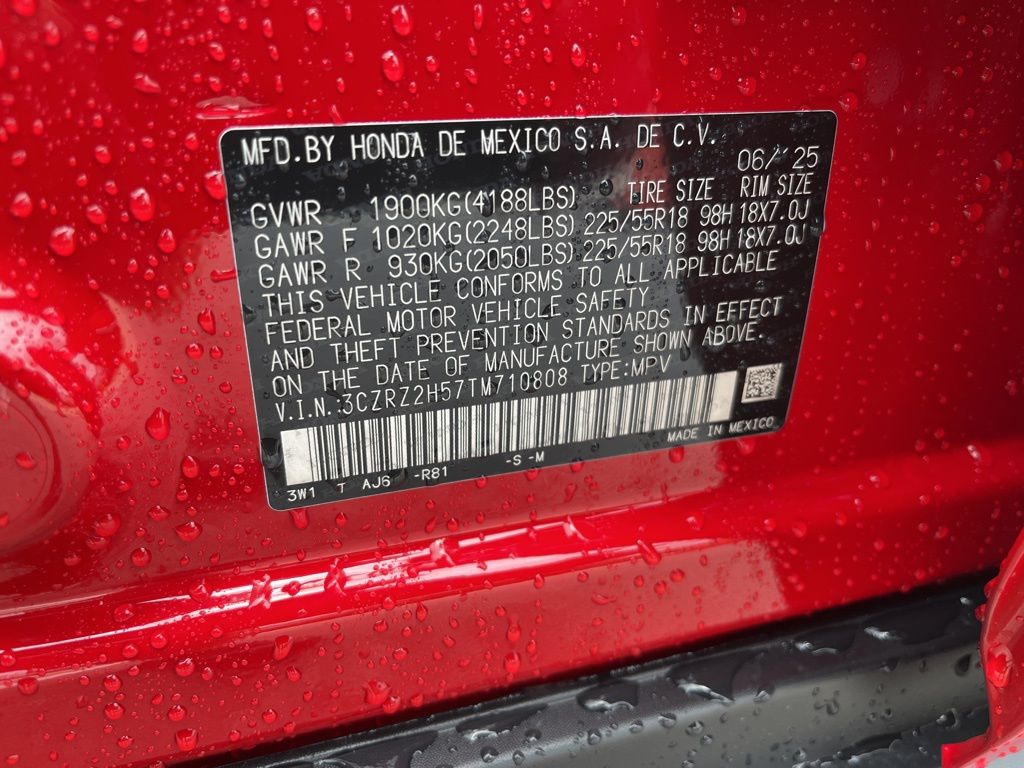 MFD.BY HONDA DE MEXICO S.A. DE C.V.
06/'25
TIRE SIZE RIM SIZE
GVWR 1900KG(4188LBS)
GAWR F 1020KG(2248LBS) 225/55R18 98H 18X7.0J
GAWR R 930KG(2050LBS) 225/55R18 98H 18X7.0J
THIS VEHICLE CONFORMS TO ALL APPLICABLE
FEDERAL MOTOR VEHICLE SAFETY
AND THEFT PREVENTION STANDARDS IN EFFECT
ON THE DATE OF MANUFACTURE SHOWN ABOVE.
V.I.N.:3CZRZ2H57TM710808 TYPE:MPV
MADE IN MEXICO
3W1 T AJ6 -R81 -S -M